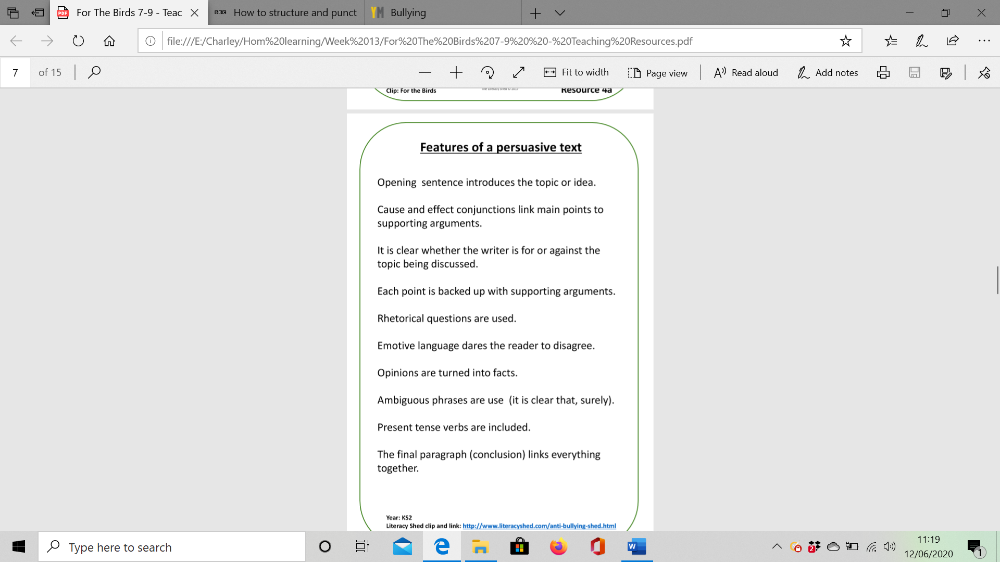 For The Birds 7-9 - Teac
BBC
How to structure and punct
YM
Bullying
file:///E:/Charley/Hom%20learning/Week%2013/For%20The%20Birds%207-9%20%20-%20Teaching%20Resources.pdf
7 of 15
Fit to width
Page view
Read aloud
Add notes
Clip: For the Birds
The Literacy Shed © 2017
Resource 4a
Features of a persuasive text
Opening  sentence introduces the topic or idea.
Cause and effect conjunctions link main points to
supporting arguments.
It is clear whether the writer is for or against the
topic being discussed.
Each point is backed up with supporting arguments.
Rhetorical questions are used.
Emotive language dares the reader to disagree.
Opinions are turned into facts.
Ambiguous phrases are use  (it is clear that, surely).
Present tense verbs are included.
The final paragraph (conclusion) links everything
together.
Year: KS2
Literacy Shed clip and link: http://www.literacyshed.com/anti-bullying-shed.html
Type here to search
11:19
12/06/2020